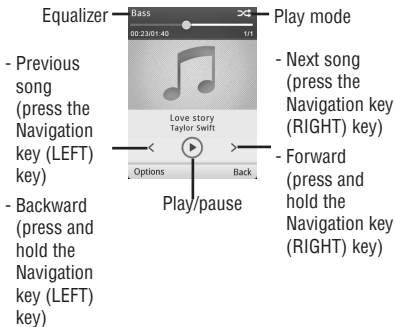 Equalizer
Bass
Play mode
00:23/01:40
1/1
- Previous
song
(press the
Navigation
key (LEFT)
key)
- Backward
(press and
hold the
Navigation
key (LEFT)
key)
Love story
Taylor Swift
<
>
Options
Back
Play/pause
- Next song
(press the
Navigation key
(RIGHT) key)
- Forward
(press and
hold the
Navigation key
(RIGHT) key)